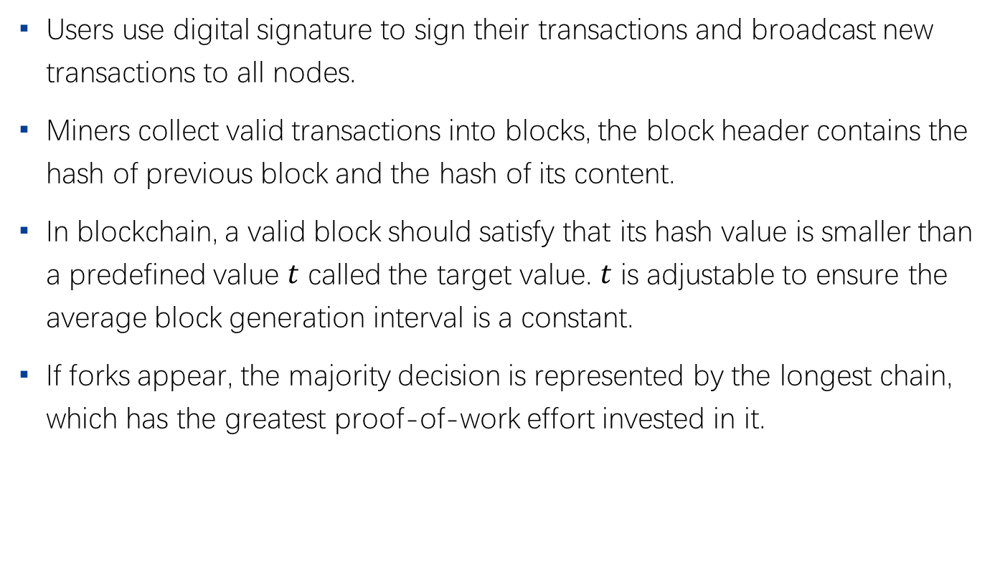 ▪ Users use digital signature to sign their transactions and broadcast new
transactions to all nodes.
▪ Miners collect valid transactions into blocks, the block header contains the
hash of previous block and the hash of its content.
▪ In blockchain, a valid block should satisfy that its hash value is smaller than
a predefined value t called the target value. t is adjustable to ensure the
average block generation interval is a constant.
▪ If forks appear, the majority decision is represented by the longest chain,
which has the greatest proof-of-work effort invested in it.